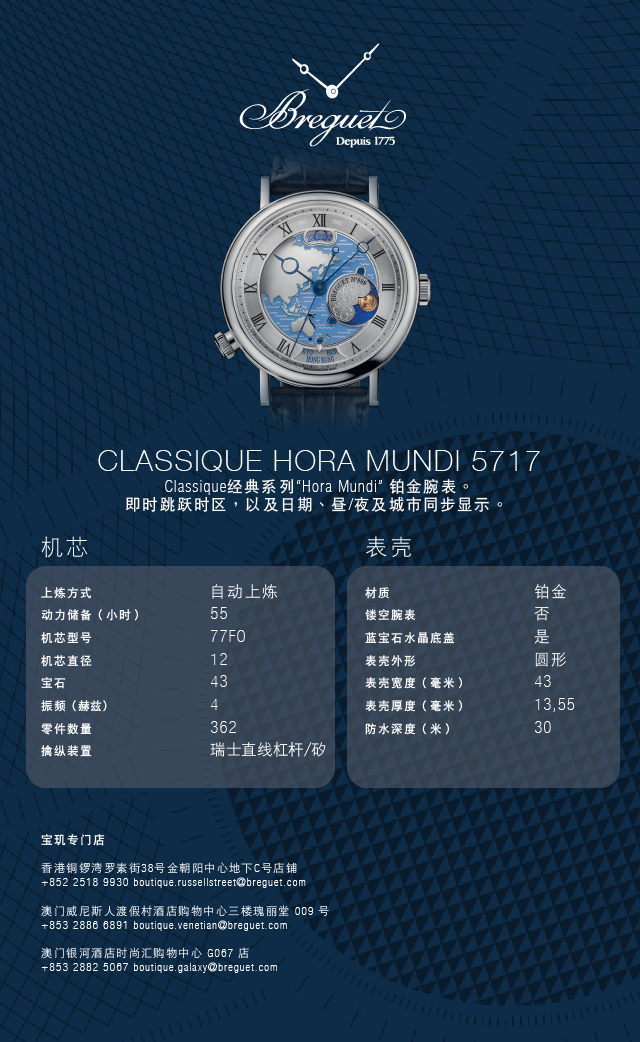 Breguet
Depuis 1775
XII
I
III
V
VII
VIII
IX
X
XI
BREGUET
HONG KONG
CLASSIQUE HORA MUNDI 5717
Classique经典系列“Hora Mundi” 铂金腕表。
即时跳跃时区，以及日期、昼/夜及城市同步显示。
机芯
上炼方式 自动上炼
动力储备（小时） 55
机芯型号 77F0
机芯直径 12
宝石 43
振频（赫兹） 4
零件数量 362
擒纵装置 瑞士直线杠杆/矽
表壳
材质 铂金
镂空腕表 否
蓝宝石水晶底盖 是
表壳外形 圆形
表壳宽度（毫米） 43
表壳厚度（毫米） 13,55
防水深度（米） 30
宝玑专门店
香港铜锣湾罗素街38号金朝阳中心地下C号店铺
+852 2518 9930 boutique.russellstreet@breguet.com
澳门威尼斯人渡假村酒店购物中心三楼瑰丽堂 009 号
+853 2886 6891 boutique.venetian@breguet.com
澳门银河酒店时尚汇购物中心 G067 店
+853 2882 5067 boutique.galaxy@breguet.com